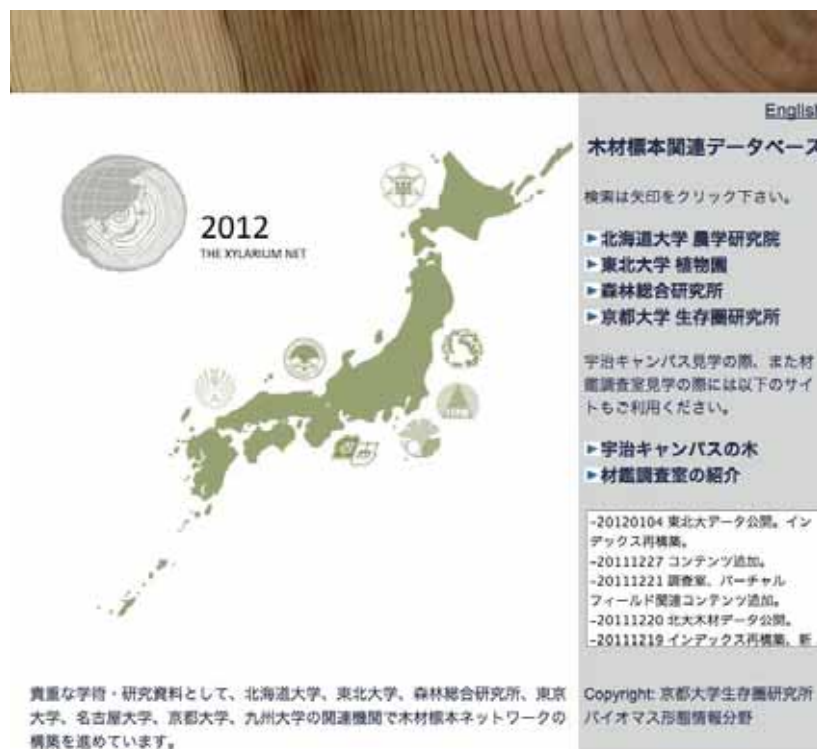 2012
THE XYLARIUM NET
貴重な学術・研究資料として、北海道大学、東北大学、森林総合研究所、東京
大学、名古屋大学、京都大学、九州大学の関連機関で木材標本ネットワークの
構築を進めています。
English
木材標本関連データベース
検索は矢印をクリック下さい。
北海道大学 農学研究院
東北大学 植物園
森林総合研究所
京都大学 生存圏研究所
宇治キャンパス見学の際、また材
鑑調査室見学の際には以下のサイ
トもご利用ください。
宇治キャンパスの木
材鑑調査室の紹介
-20120104 東北大データ公開。イン
デックス再構築。
-20111227 コンテンツ追加。
-20111221 調査室、バーチャル
フィールド関連コンテンツ追加。
-20111220 北大木材データ公開。
-20111219 インデックス再構築、新
Copyright: 京都大学生存圏研究所
バイオマス形態情報分野